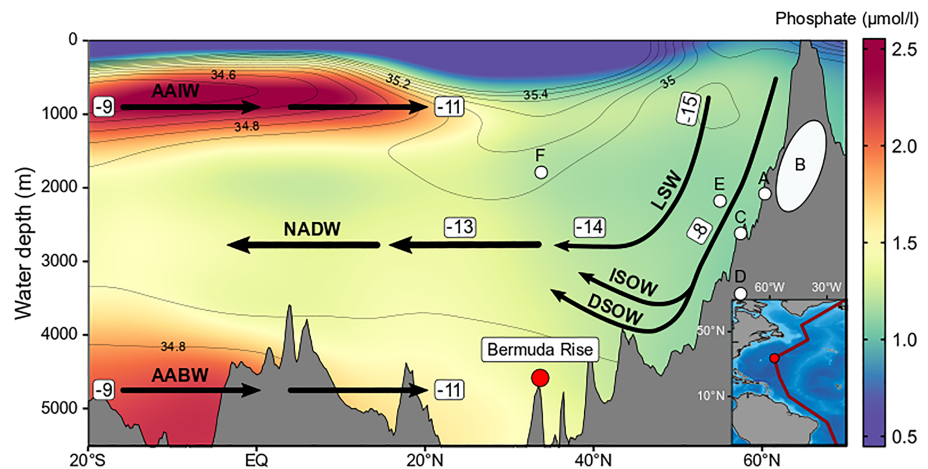 Phosphate (µmol/l)
0
1000
2000
3000
4000
5000
Water depth (m)
20°S
EQ
20°N
40°N
60°N
2.5
2.0
1.5
1.0
0.5
34.6
35.2
35.4
35
34.8
34.8
-9
AAIW
-11
-15
LSW
F
E
A
B
C
D
-8
NADW
-13
-14
ISOW
DSOW
Bermuda Rise
-9
AABW
-11
60°W
30°W
50°N
10°N